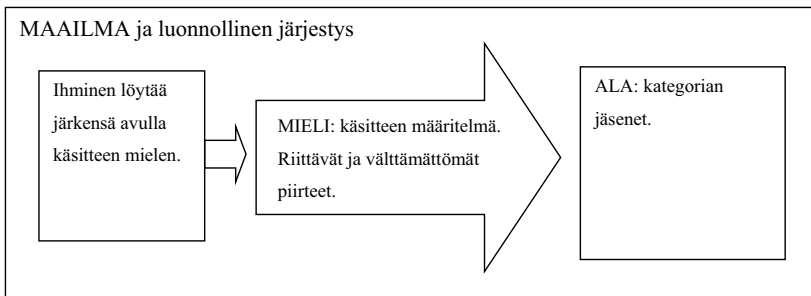 MAAILMA ja luonnollinen järjestys
Ihminen löytää
järkensä avulla
käsitteen mielen.
MIELI: käsitteen määritelmä.
Riittävät ja välttämättömät
piirteet.
ALA: kategorian
jäsenet.